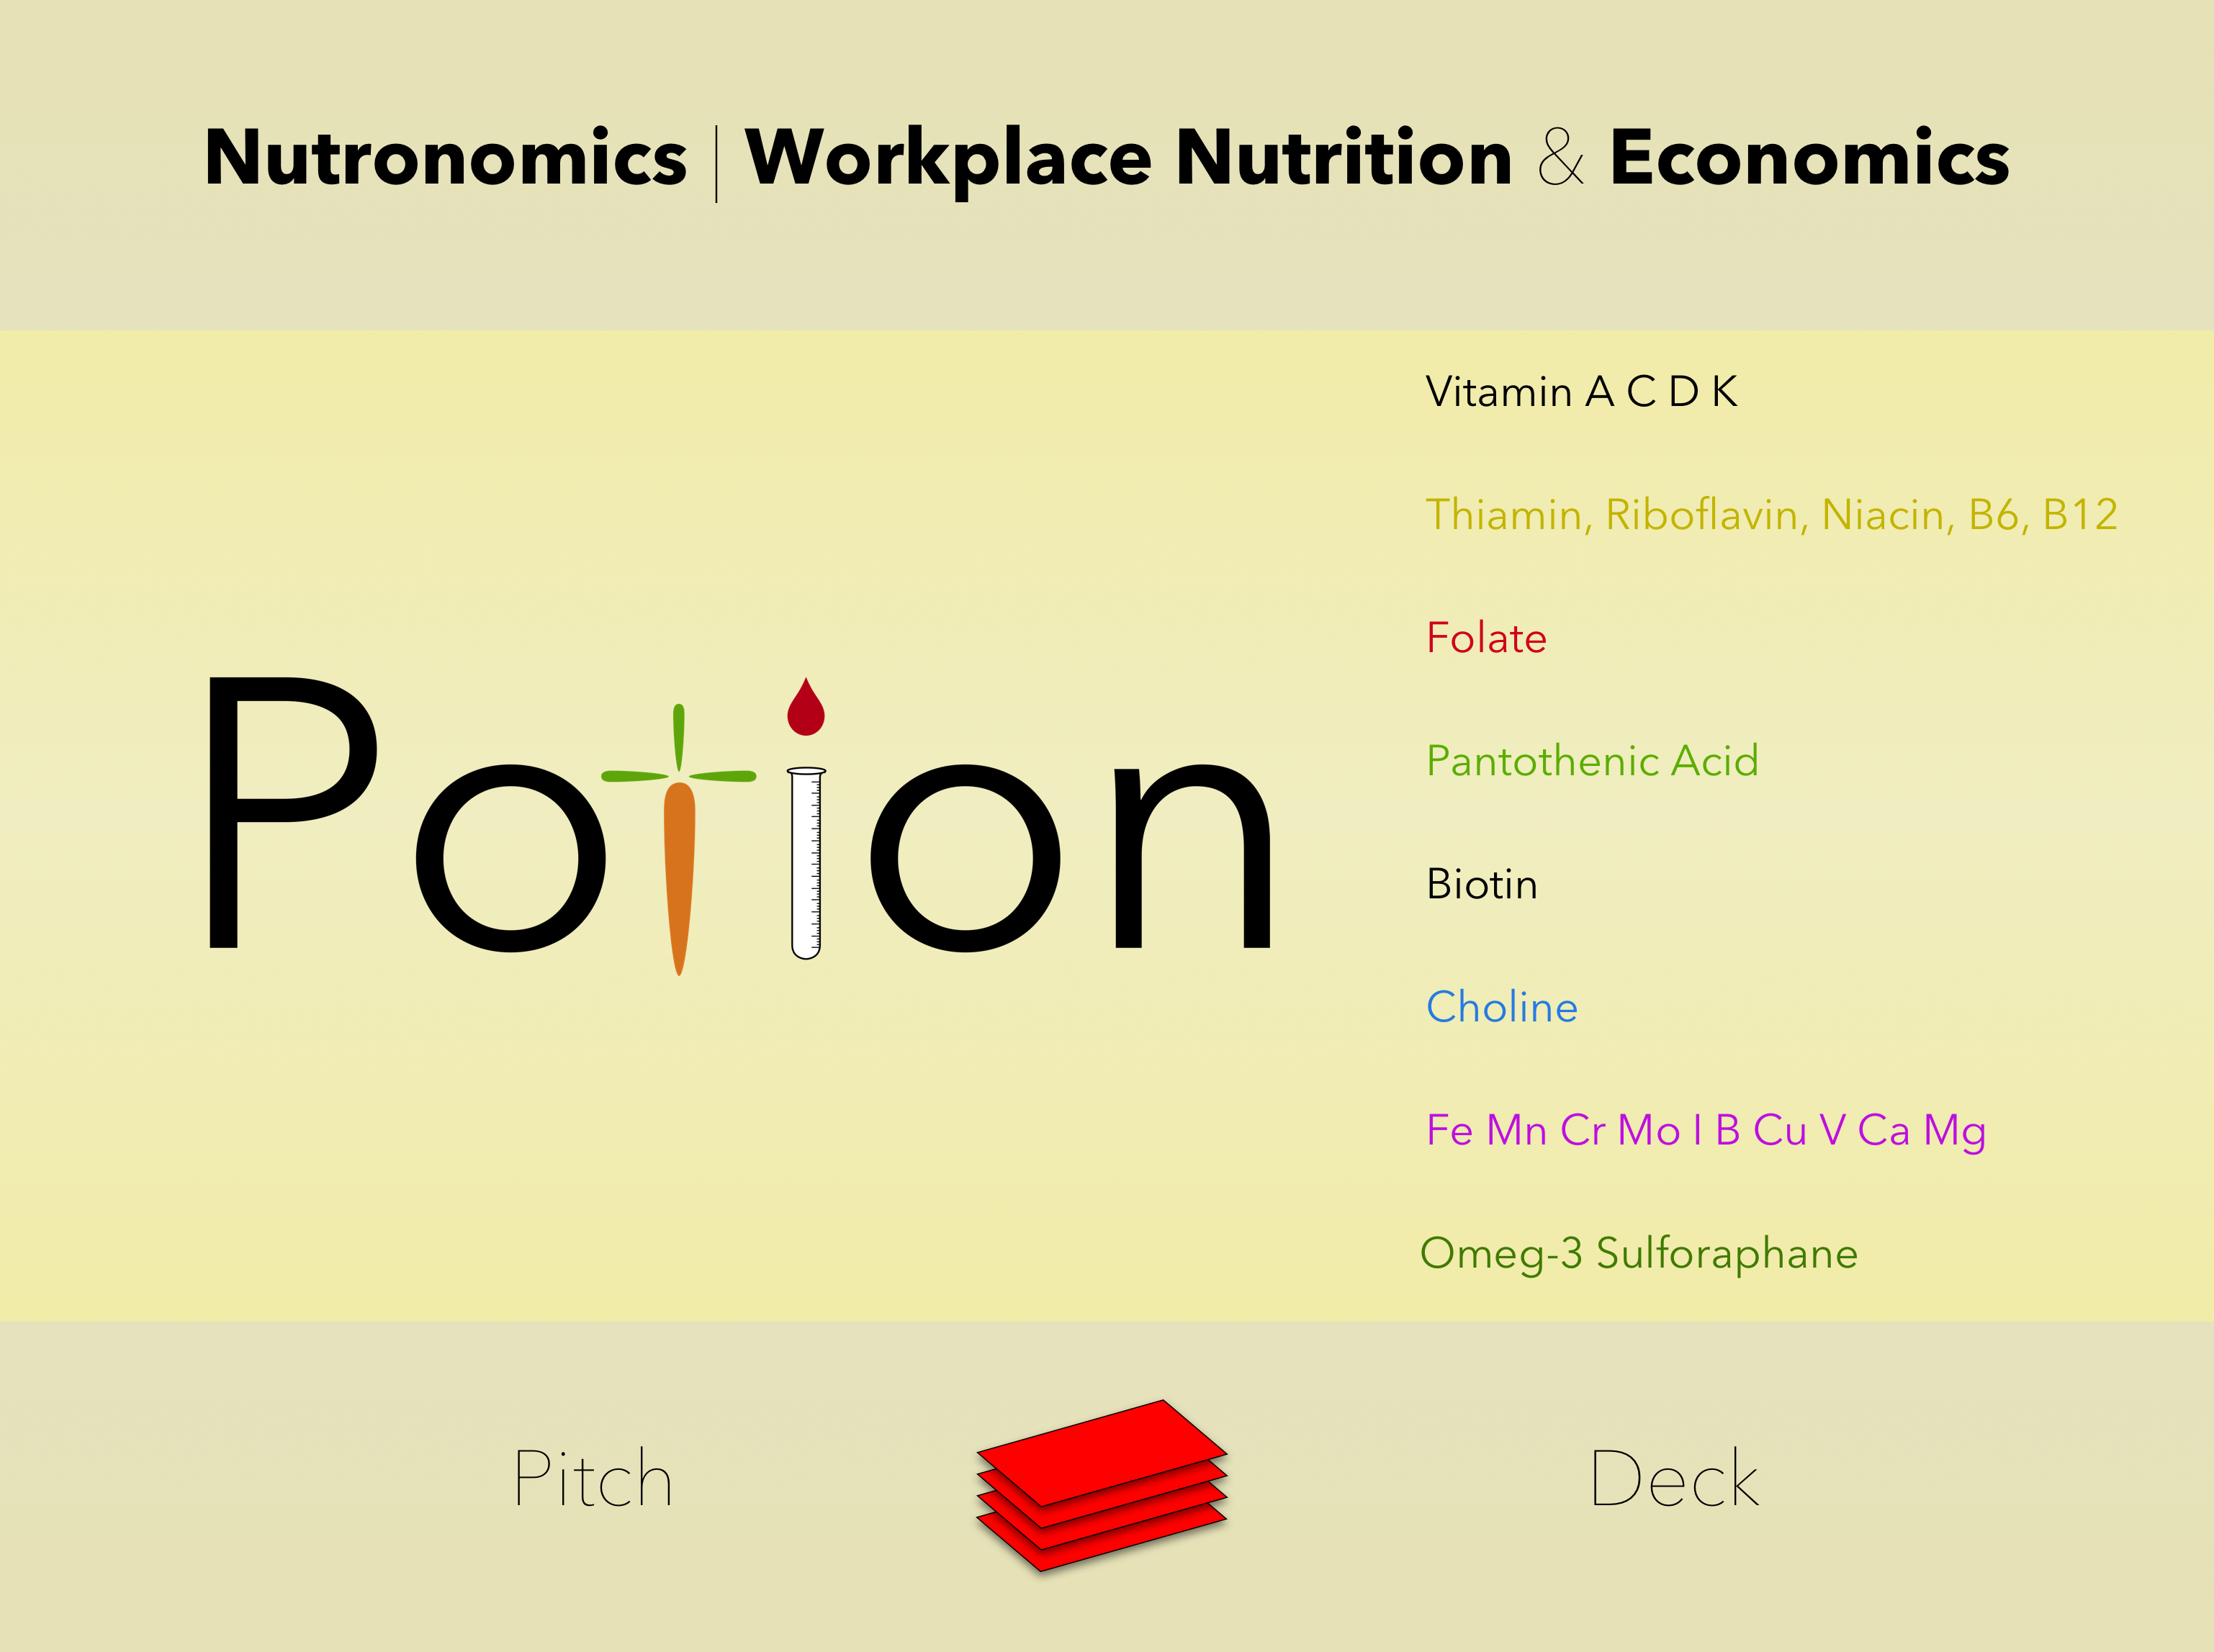 Nutronomics | Workplace Nutrition & Economics
Vitamin A C D K
Thiamin, Riboflavin, Niacin, B6, B12
Folate
Potion
Pantothenic Acid
Biotin
Choline
Fe Mn Cr Mo I B Cu V Ca Mg
Omeg-3 Sulforaphane
Pitch Deck